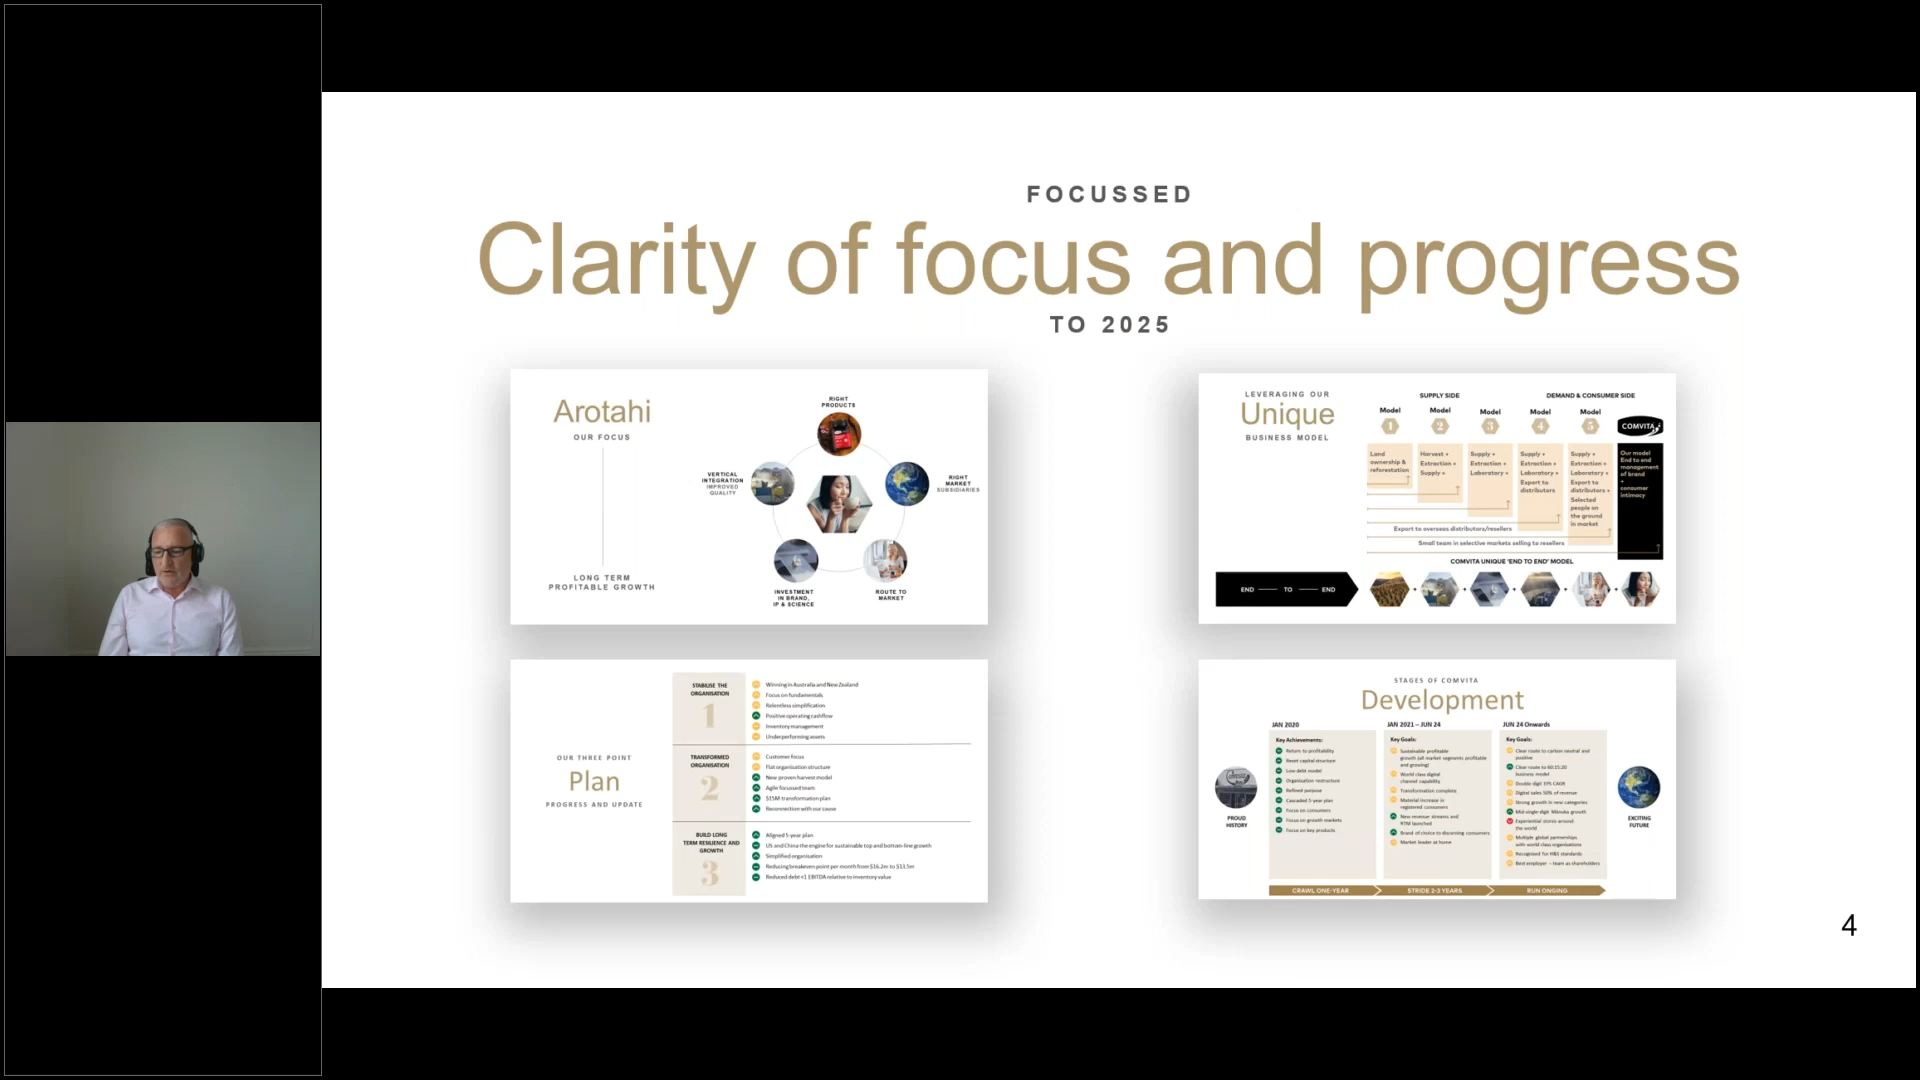 FOCUSSED
Clarity of focus and progress
TO 2025
Arotahi
OUR FOCUS
LONG TERM
PROFITABLE GROWTH
RIGHT
PRODUCTS
VERTICAL
INTEGRATION
IMPROVED
QUALITY
RIGHT
MARKET
SUBSIDIARIES
INVESTMENT
IN BRAND,
IP & SCIENCE
ROUTE TO
MARKET
LEVERAGING OUR
Unique
BUSINESS MODEL
SUPPLY SIDE
DEMAND & CONSUMER SIDE
Model
1
Model
2
Model
3
Model
4
Model
5
COMVITA
Land
ownership &
reforestation
Harvest +
Extraction +
Supply +
Supply +
Extraction +
Laboratory +
Supply +
Extraction +
Laboratory +
Export to
distributors
Supply +
Extraction +
Laboratory +
Export to
distributors +
Selected
people on
the ground
in market
Our model
End to end
management
of brand
+
consumer
intimacy
Export to overseas distributors/resellers
Small team in selective markets selling to resellers
COMVITA UNIQUE 'END TO END' MODEL
END TO END
OUR THREE POINT
Plan
PROGRESS AND UPDATE
STABILISE THE
ORGANISATION
1
Winning in Australia and New Zealand
Focus on fundamentals
Relentless simplification
Positive operating cashflow
Inventory management
Underperforming assets
TRANSFORMED
ORGANISATION
2
Customer focus
Flat organisation structure
New proven harvest model
Agile focussed team
$15M transformation plan
Reconnection with our cause
BUILD LONG
TERM RESILIENCE AND
GROWTH
3
Aligned 5-year plan
US and China the engine for sustainable top and bottom-line growth
Simplified organisation
Reducing breakeven point per month from $16.2m to $13.5m
Reduced debt <1 EBITDA relative to inventory value
STAGES OF COMVITA
Development
PROUD
HISTORY
JAN 2020
Key Achievements:
Return to profitability
Reset capital structure
Low debt model
Organisation restructure
Refined purpose
Cascaded 5-year plan
Focus on consumers
Focus on growth markets
Focus on key products
JAN 2021 – JUN 24
Key Goals:
Sustainable profitable
growth (all market segments profitable
and growing)
World class digital
channel capability
Transformation complete
Material increase in
registered consumers
New revenue streams and
RTM launched
Brand of choice to discerning consumers
Market leader at home
JUN 24 Onwards
Key Goals:
Clear route to carbon neutral and
positive
Clear route to 60:15:20
business model
Double digit EPS CAGR
Digital sales 50% of revenue
Strong growth in new categories
Mid-single digit Mānuka growth
Experiential stores around
the world
Multiple global partnerships
with world class organisations
Recognised for H&S standards
Best employer – team as shareholders
EXCITING
FUTURE
CRAWL ONE-YEAR
STRIDE 2-3 YEARS
RUN ONGING
4